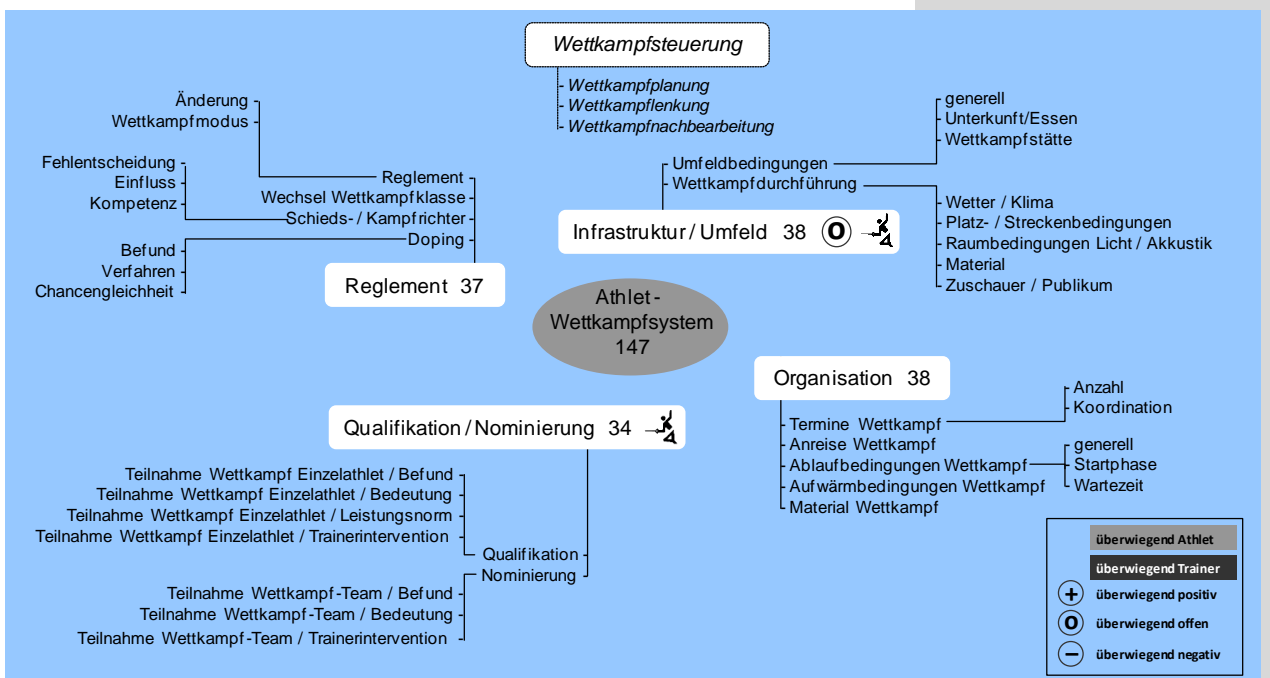 Wettkampfsteuerung
- Wettkampfplanung
- Wettkampflenkung
- Wettkampfnachbearbeitung
Änderung
Wettkampfmodus
Fehlentscheidung
Einfluss
Kompetenz
Befund
Verfahren
Chancengleichheit
Reglement
Wechsel Wettkampfklasse
Schieds- / Kampfrichter
Doping
Reglement 37
generell
Unterkunft/Essen
Wettkampfstätte
Umfeldbedingungen
Wettkampfdurchführung
Wetter / Klima
Platz- / Streckenbedingungen
Raumbedingungen Licht / Akkustik
Material
Zuschauer / Publikum
Infrastruktur / Umfeld 38 O
Athlet-
Wettkampfsystem
147
Organisation 38
Termine Wettkampf
Anreise Wettkampf
Ablaufbedingungen Wettkampf
Aufwärmbedingungen Wettkampf
Material Wettkampf
Anzahl
Koordination
generell
Startphase
Wartezeit
Qualifikation / Nominierung 34
Teilnahme Wettkampf Einzelathlet / Befund
Teilnahme Wettkampf Einzelathlet / Bedeutung
Teilnahme Wettkampf Einzelathlet / Leistungsnorm
Teilnahme Wettkampf Einzelathlet / Trainerintervention
Qualifikation
Nominierung
Teilnahme Wettkampf-Team / Befund
Teilnahme Wettkampf-Team / Bedeutung
Teilnahme Wettkampf-Team / Trainerintervention
überwiegend Athlet
überwiegend Trainer
+ überwiegend positiv
O überwiegend offen
− überwiegend negativ